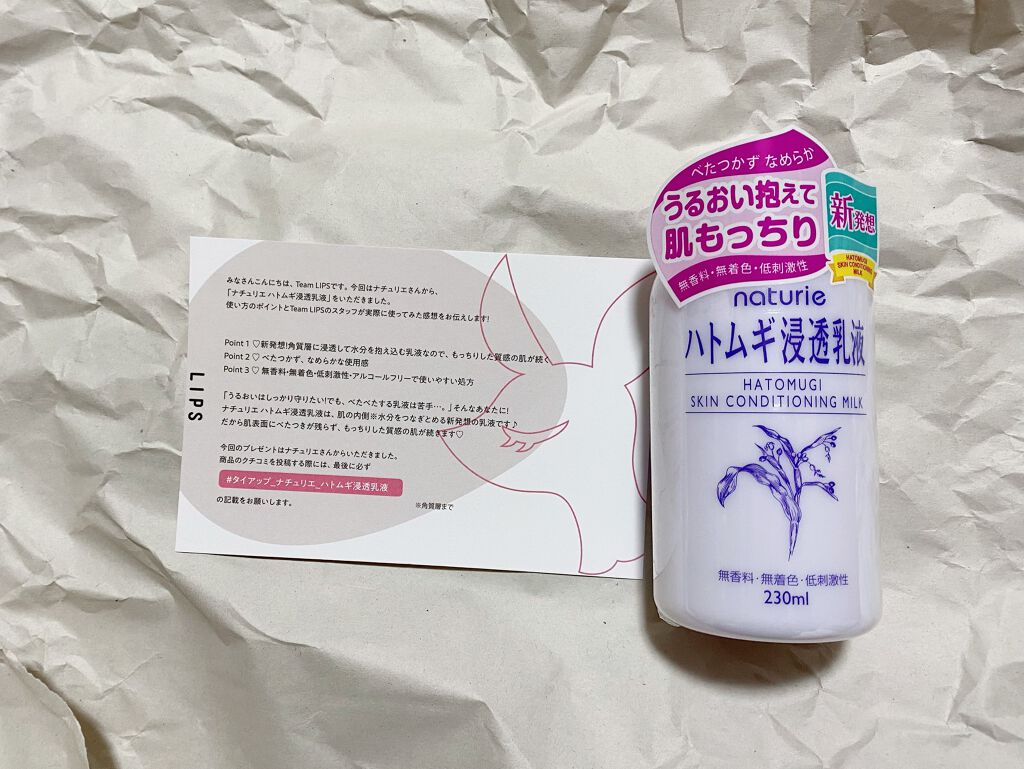 みなさんこんにちは、Team LIPSです。今回はナチュリエさんから、
「ナチュリエ ハトムギ浸透乳液」をいただきました。
使い方のポイントとTeam LIPSのスタッフが実際に使ってみた感想をお伝えします!
Point 1 ♡新発想!角質層に浸透して水分を抱え込む乳液なので、もっちりした質感の肌が続く
Point 2 ♡ べたつかず、なめらかな使用感
Point 3 ♡ 無香料・無着色・低刺激性・アルコールフリーで使いやすい処方
「うるおいはしっかり守りたい!でも、べたべたする乳液は苦手…。」そんなあなたに!
ナチュリエ ハトムギ浸透乳液は、肌の内側※水分をつなぎとめる新発想の乳液です♪
だから肌表面にべたつきが残らず、もっちりした質感の肌が続きます♡
今回のプレゼントはナチュリエさんからいただきました。
商品のクチコミを投稿する際には、最後に必ず
#タイアップ_ナチュリエ_ハトムギ浸透乳液
の記載をお願いします。
※角質層まで
LIPS
べたつかず なめらか
うるおい抱えて
肌もっちり
無香料・無着色・低刺激性
新発想
HATOMUGI
SKIN CONDITIONING
MILK
naturie
ハトムギ浸透乳液
HATOMUGI
SKIN CONDITIONING MILK
無香料・無着色・低刺激性
230ml